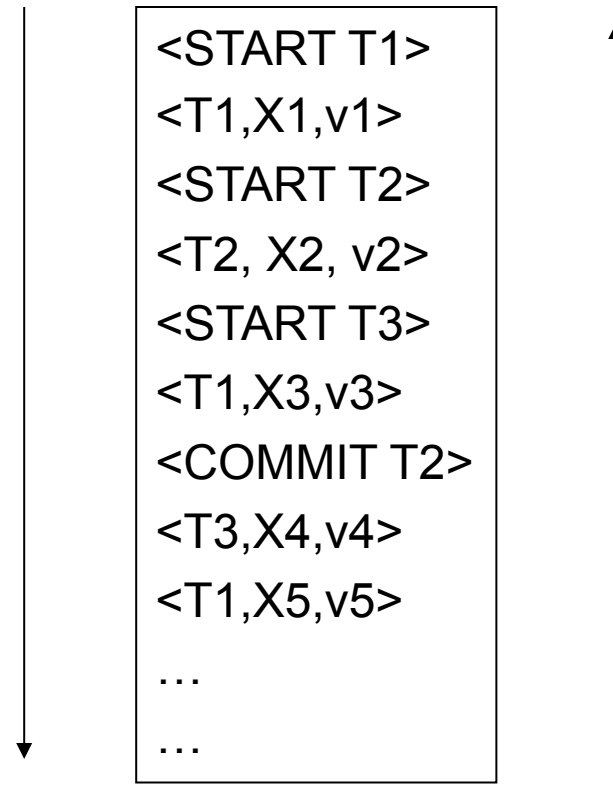 <START T1>
<T1,X1,v1>
<START T2>
<T2, X2, v2>
<START T3>
<T1,X3,v3>
<COMMIT T2>
<T3,X4,v4>
<T1,X5,v5>
…
…